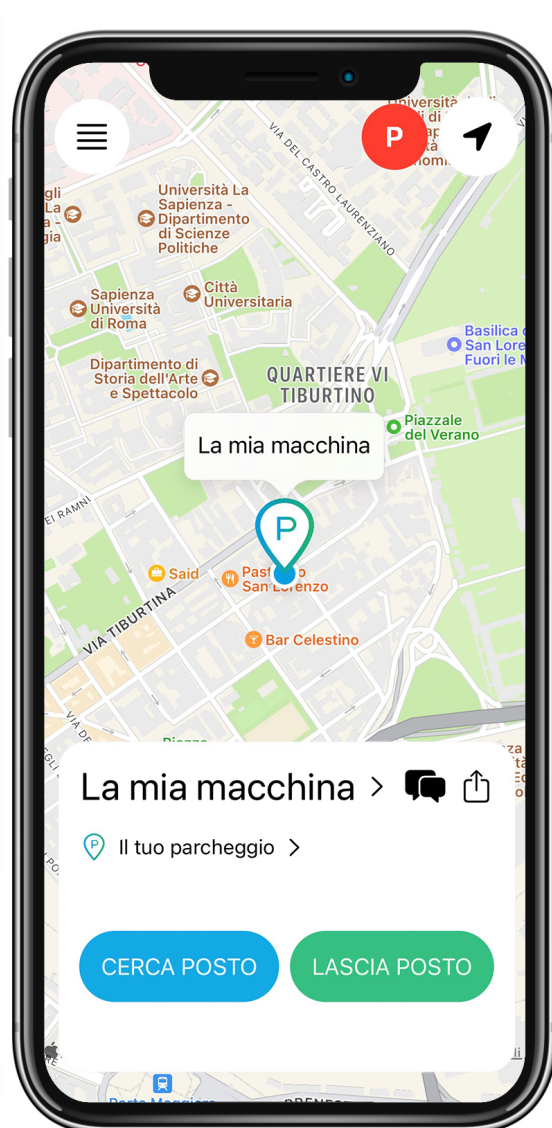 P
VIA DEL CASTRO LAURENZIANO
Università La
Sapienza -
Dipartimento
di Scienze
Politiche
Sapienza
Università
di Roma
Città
Universitaria
Basilica
San Lore
Fuori le
Dipartimento di
Storia dell'Arte
e Spettacolo
QUARTIERE VI
TIBURTINO
Piazzale
del Verano
La mia macchina
P
EI RAMNI
Said
San Lorenzo
VIA TIBURTINA
Bar Celestino
La mia macchina >
P Il tuo parcheggio >
CERCA POSTO
LASCIA POSTO